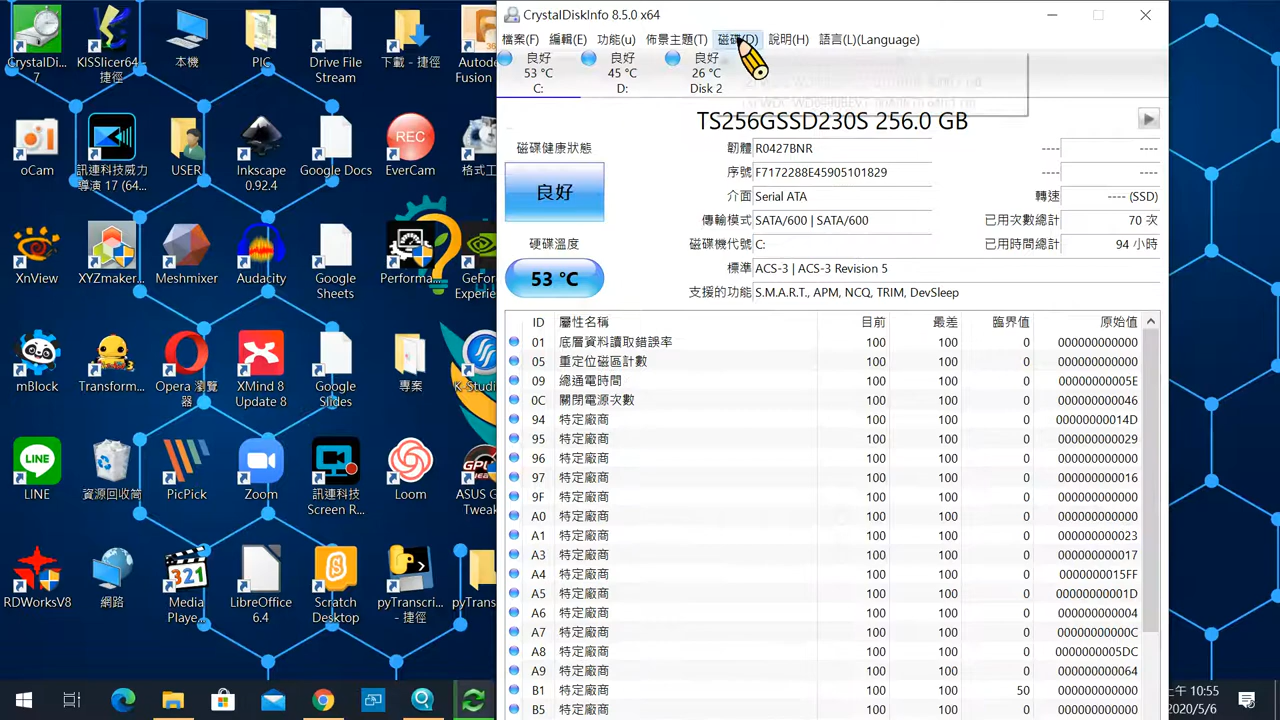 CrystalDi...
7
KISSlicer64-
捷徑
本機
PIC
Drive File
Stream
下載 - 捷徑
Autod
Fusion
oCam
訊連科技威力
導演 17 (64...
USER
Inkscape
0.92.4
Google Docs
REC
EverCam
格式工
XnView
XYZmaker...
Meshmixer
Audacity
Google
Sheets
Performa...
GeForc
Experien
mBlock
Transform...
Opera 瀏覽
器
XMind 8
Update 8
Google
Slides
專案
K-Studi
LINE
LINE
資源回收筒
PicPick
Zoom
訊連科技
Screen R...
Loom
GPU
ASUS G
Tweak
RDWorksV8
網路
321
Media
Playe...
LibreOffice
6.4
Scratch
Desktop
pyTranscri...
- 捷徑
pyTrans
CrystalDiskInfo 8.5.0 x64
檔案(F) 編輯(E) 功能(u) 佈景主題(T) 磁碟(D) 說明(H) 語言(L)(Language)
良好 良好 良好
53 °C 45 °C 26 °C
C: D: Disk 2
TS256GSSD230S 256.0 GB
磁碟健康狀態
良好
硬碟溫度
53 °C
韌體 R0427BNR ---- ----
序號 F7172288E45905101829 ---- ----
介面 Serial ATA 轉速 ---- (SSD)
傳輸模式 SATA/600 | SATA/600 已用次數總計 70 次
磁碟機代號 C: 已用時間總計 94 小時
標準 ACS-3 | ACS-3 Revision 5
支援的功能 S.M.A.R.T., APM, NCQ, TRIM, DevSleep
ID 屬性名稱 目前 最差 臨界值 原始值
01 底層資料讀取錯誤率 100 100 0 000000000000
05 重定位磁區計數 100 100 0 000000000000
09 總通電時間 100 100 0 00000000005E
0C 關閉電源次數 100 100 0 000000000046
94 特定廠商 100 100 0 00000000014D
95 特定廠商 100 100 0 000000000029
96 特定廠商 100 100 0 000000000000
97 特定廠商 100 100 0 000000000016
9F 特定廠商 100 100 0 000000000000
A0 特定廠商 100 100 0 000000000000
A1 特定廠商 100 100 0 000000000023
A3 特定廠商 100 100 0 000000000017
A4 特定廠商 100 100 0 0000000015FF
A5 特定廠商 100 100 0 00000000001D
A6 特定廠商 100 100 0 000000000004
A7 特定廠商 100 100 0 00000000000C
A8 特定廠商 100 100 0 0000000005DC
A9 特定廠商 100 100 0 000000000064
B1 特定廠商 100 100 50 000000000000
B5 特定廠商 100 100 0 000000000000
上午 10:55
2020/5/6